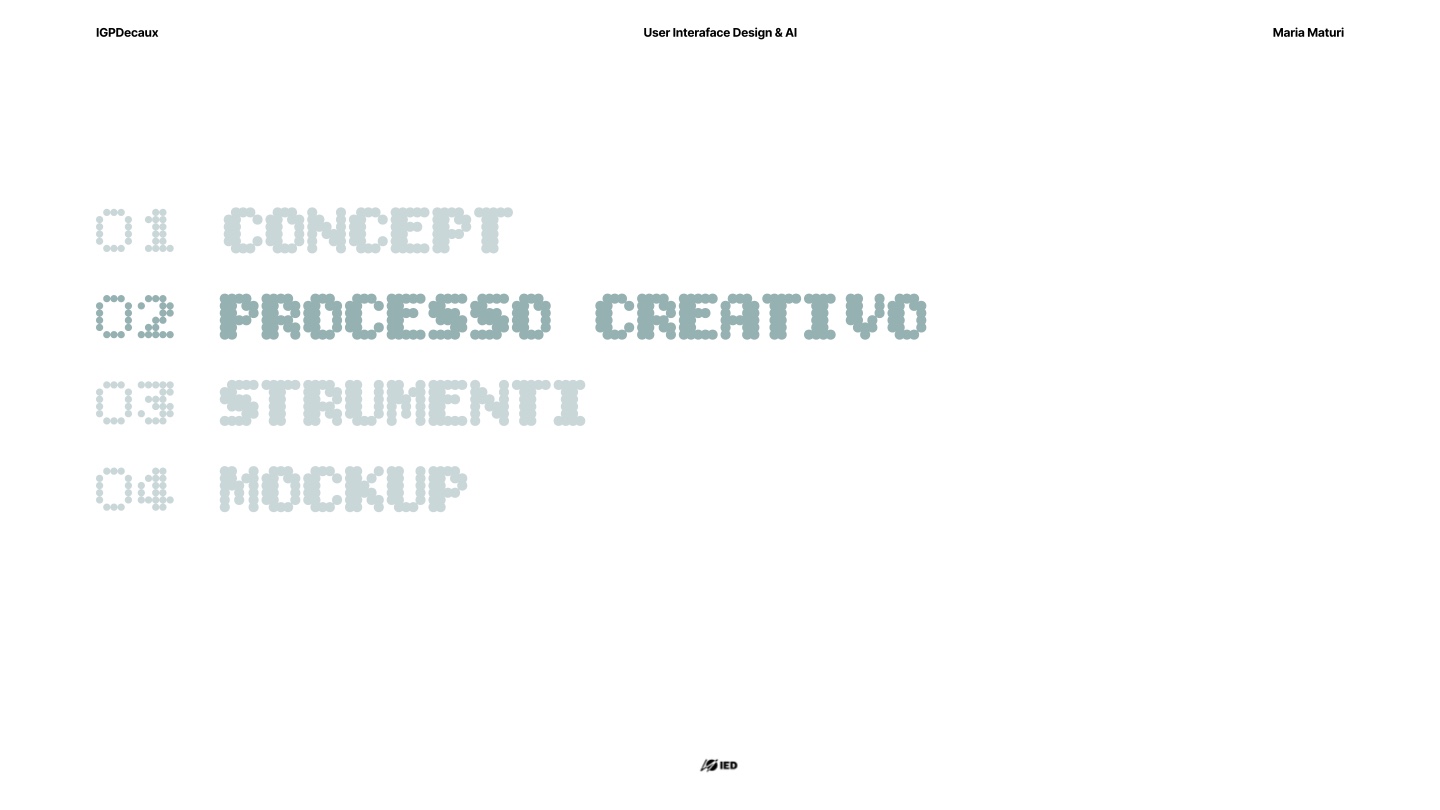 IGPDecaux
User Interaface Design & AI
Maria Maturi
01 CONCEPT
02 PROCESSO CREATIVO
03 STRUMENTI
04 MOCKUP
IED